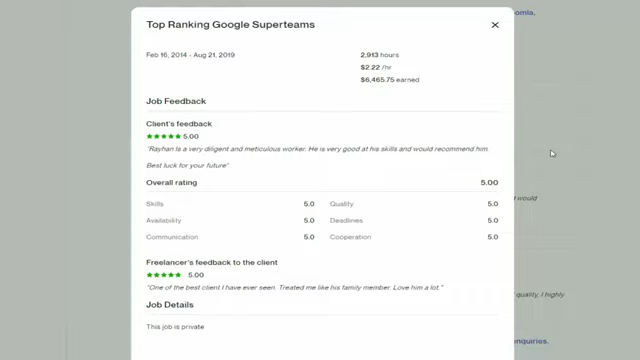 Top Ranking Google Superteams
omla,
Feb 16, 2014 - Aug 21, 2019
2,913 hours
$2.22 /hr
$6,465.75 earned
Job Feedback
Client's feedback
5.00
"Rayhan Is a very diligent and meticulous worker. He is very good at his skills and would recommend him.
Best luck for your future"
Overall rating 5.00
Skills 5.0 Quality 5.0
would
Availability 5.0 Deadlines 5.0
Communication 5.0 Cooperation 5.0
Freelancer's feedback to the client
5.00
"One of the best client I have ever seen. Treated me like his family member. Love him a lot."
quality, I highly
Job Details
This job is private
enquiries.